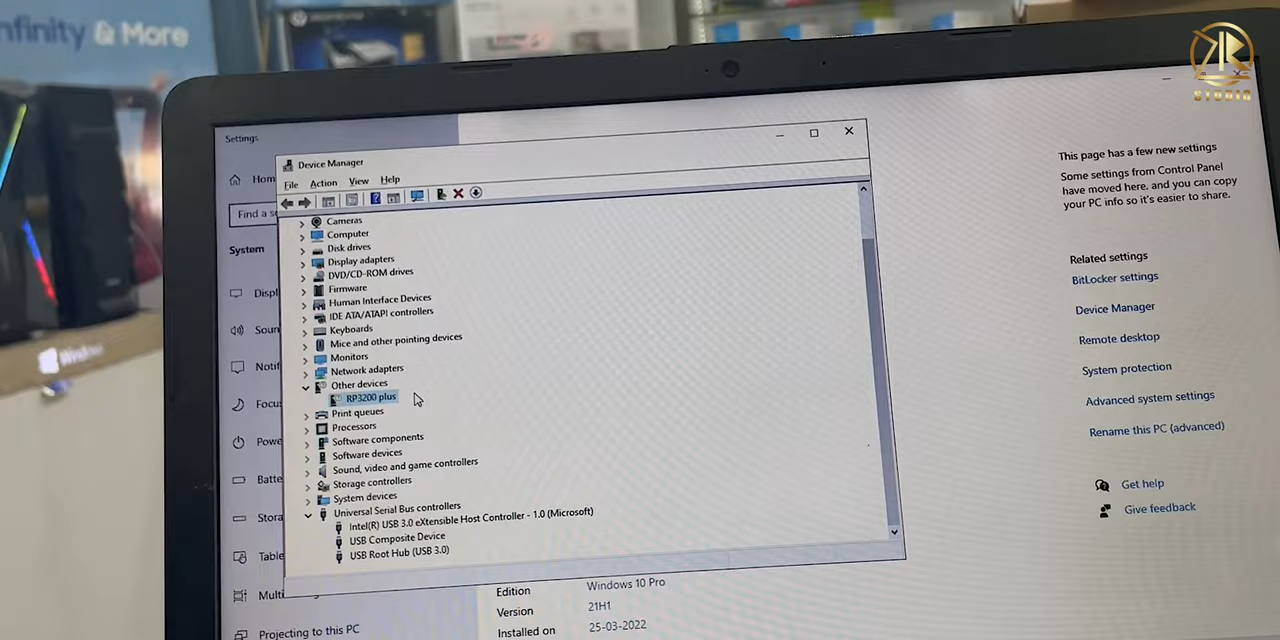 nfinity & More
STUDIO
Settings
Hom
Find a s
System
Displ
Soun
Notif
Focus
Powe
Batte
Stora
Table
Multi
Projecting to this PC
Device Manager
File Action View Help
Cameras
Computer
Disk drives
Display adapters
DVD/CD-ROM drives
Firmware
Human Interface Devices
IDE ATA/ATAPI controllers
Keyboards
Mice and other pointing devices
Monitors
Network adapters
Other devices
RP3200 plus
Print queues
Processors
Software components
Software devices
Sound, video and game controllers
Storage controllers
System devices
Universal Serial Bus controllers
Intel(R) USB 3.0 eXtensible Host Controller - 1.0 (Microsoft)
USB Composite Device
USB Root Hub (USB 3.0)
Edition Windows 10 Pro
Version 21H1
Installed on 25-03-2022
This page has a few new settings
Some settings from Control Panel
have moved here, and you can copy
your PC info so it's easier to share.
Related settings
BitLocker settings
Device Manager
Remote desktop
System protection
Advanced system settings
Rename this PC (advanced)
Get help
Give feedback